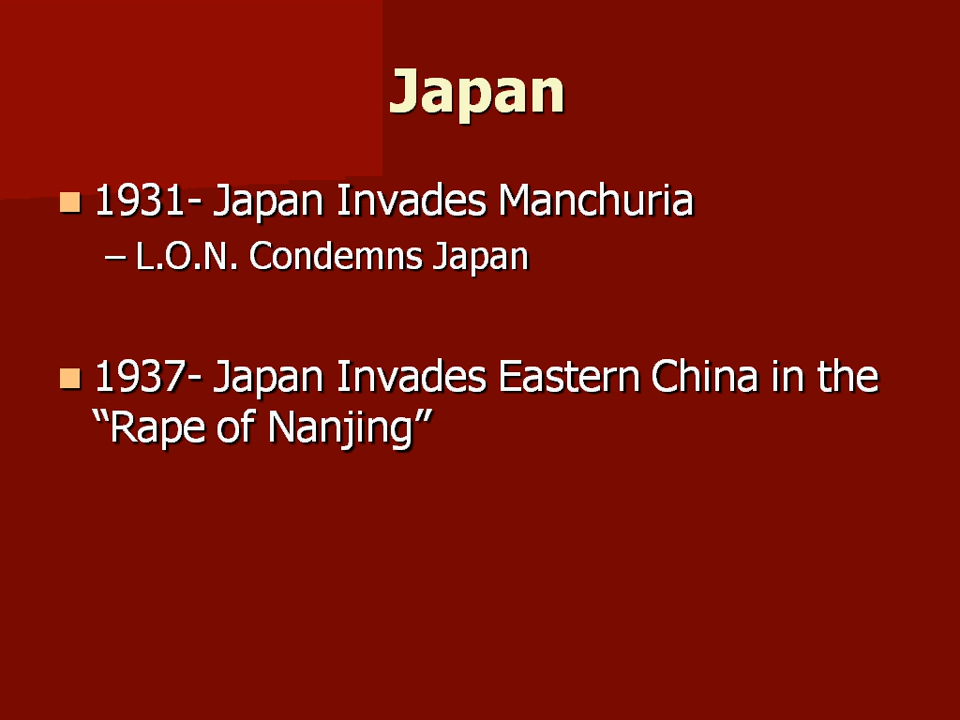 Japan
1931- Japan Invades Manchuria
– L.O.N. Condemns Japan
1937- Japan Invades Eastern China in the
“Rape of Nanjing”